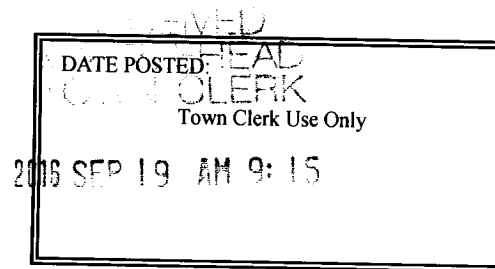 DATE POSTED:
CLERK
Town Clerk Use Only
2016 SEP 19 AM 9:15